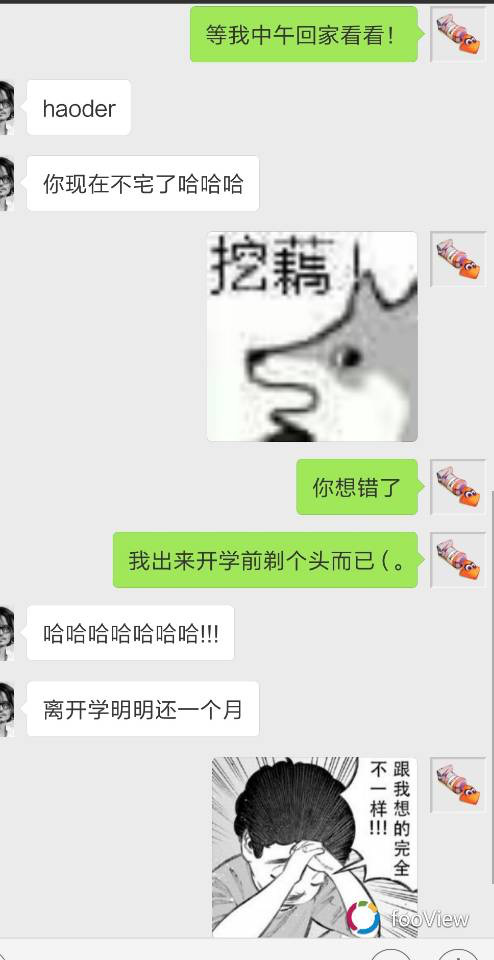 等我中午回家看看!
haoder
你现在不宅了哈哈哈
挖藕!
你想错了
我出来开学前剃个头而已(。
哈哈哈哈哈哈哈!!!
离开学明明还一个月
跟我想的完全
不一样!!!
fooView